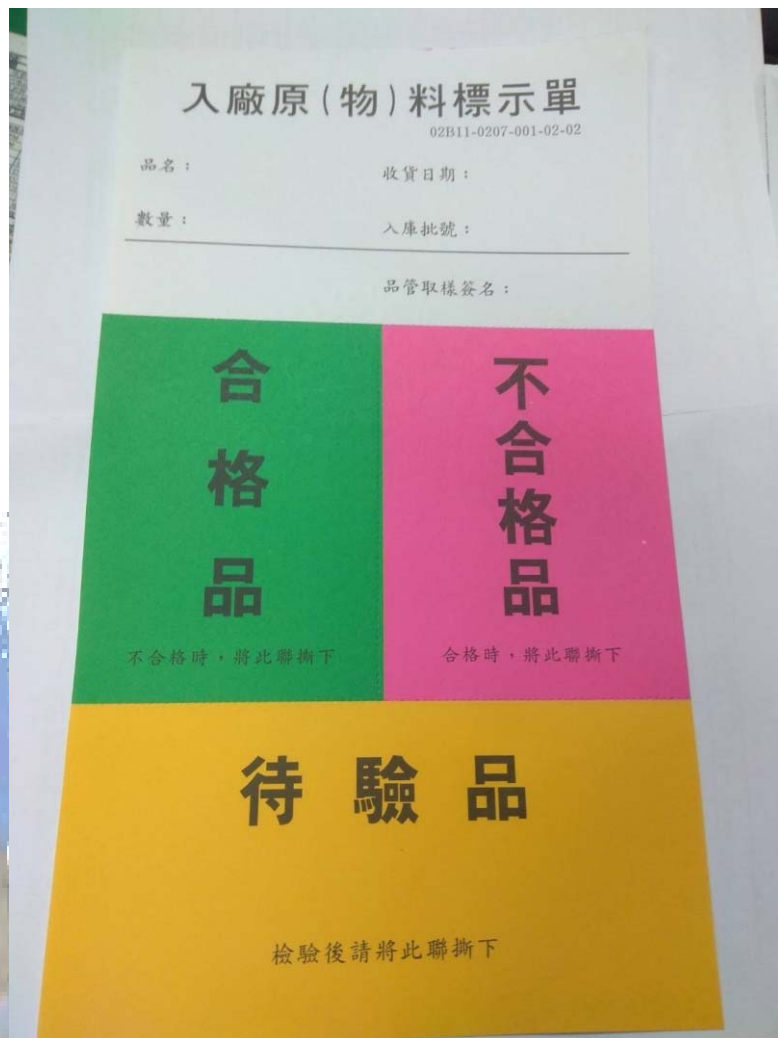 入廠原(物)料標示單
02B11-0207-001-02-02
品名：
收貨日期：
數量：
入庫批號：
品管取樣簽名：
合格品
不合格時，將此聯撕下
不合格品
合格時，將此聯撕下
待驗品
檢驗後請將此聯撕下